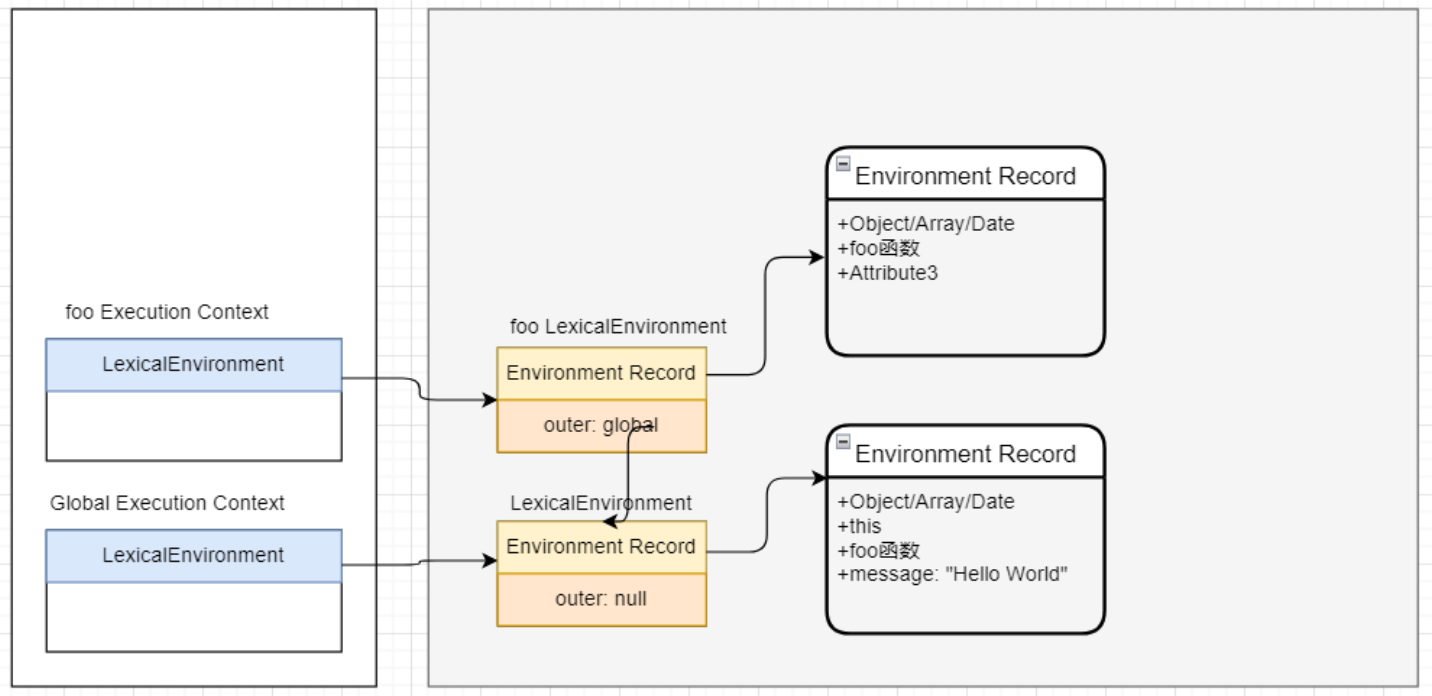 foo Execution Context
LexicalEnvironment
Global Execution Context
LexicalEnvironment
foo LexicalEnvironment
Environment Record
outer: global
LexicalEnvironment
Environment Record
outer: null
Environment Record
+Object/Array/Date
+foo函数
+Attribute3
Environment Record
+Object/Array/Date
+this
+foo函数
+message: "Hello World"